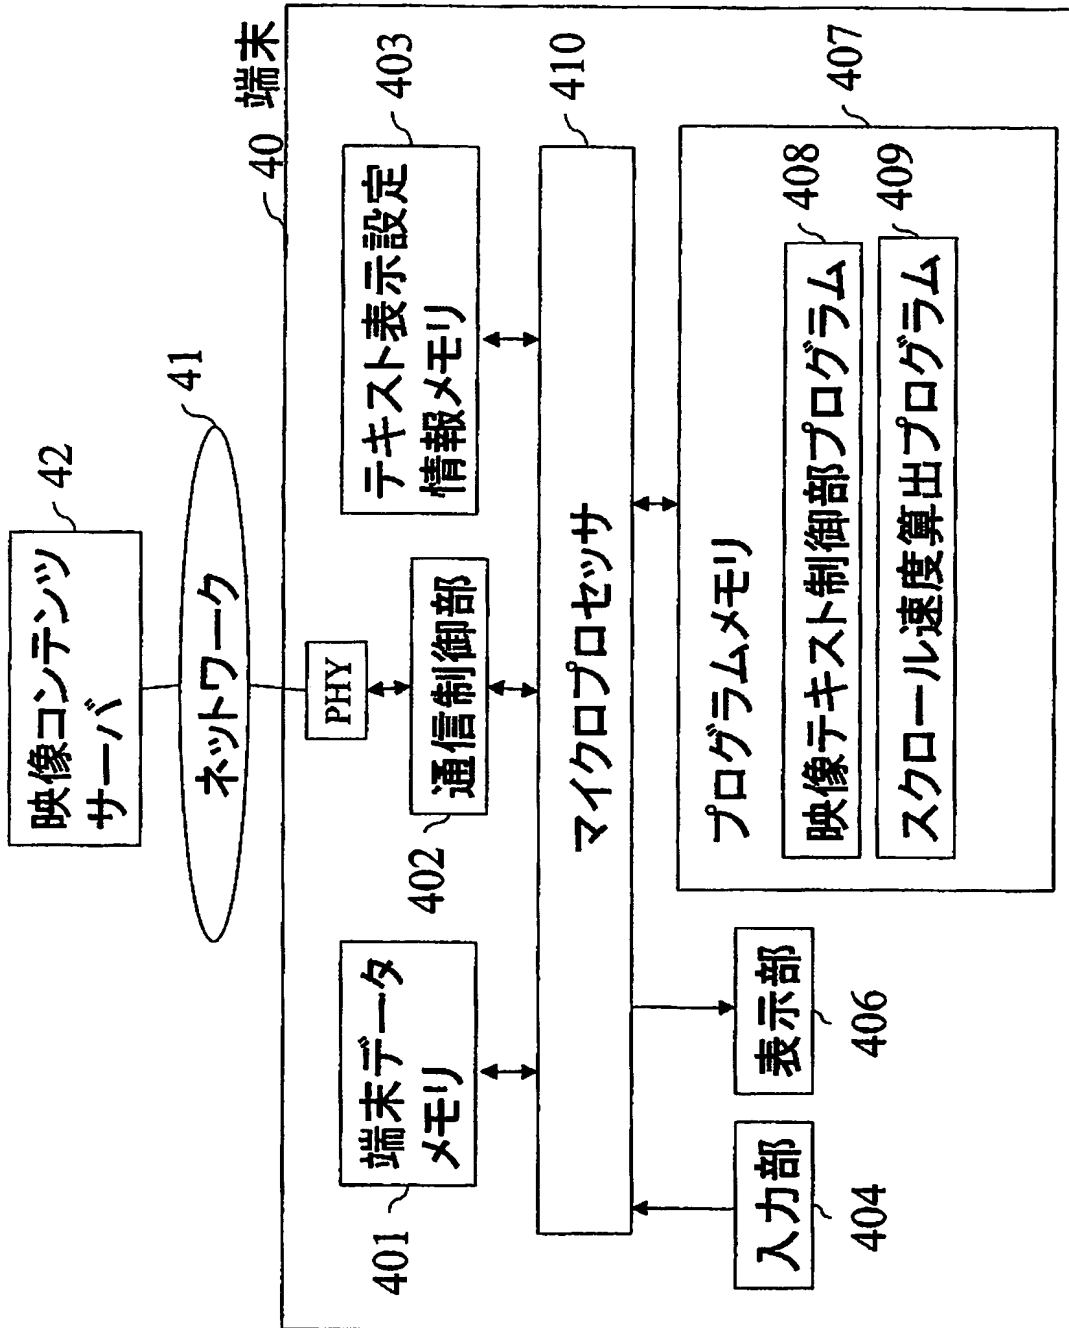 映像コンテンツ
サーバ
42
ネットワーク
41
40
端末
PHY
端末データ
メモリ
401
通信制御部
402
テキスト表示設定
情報メモリ
403
マイクロプロセッサ
410
入力部
404
表示部
406
プログラムメモリ
407
映像テキスト制御部プログラム
408
スクロール速度算出プログラム
409